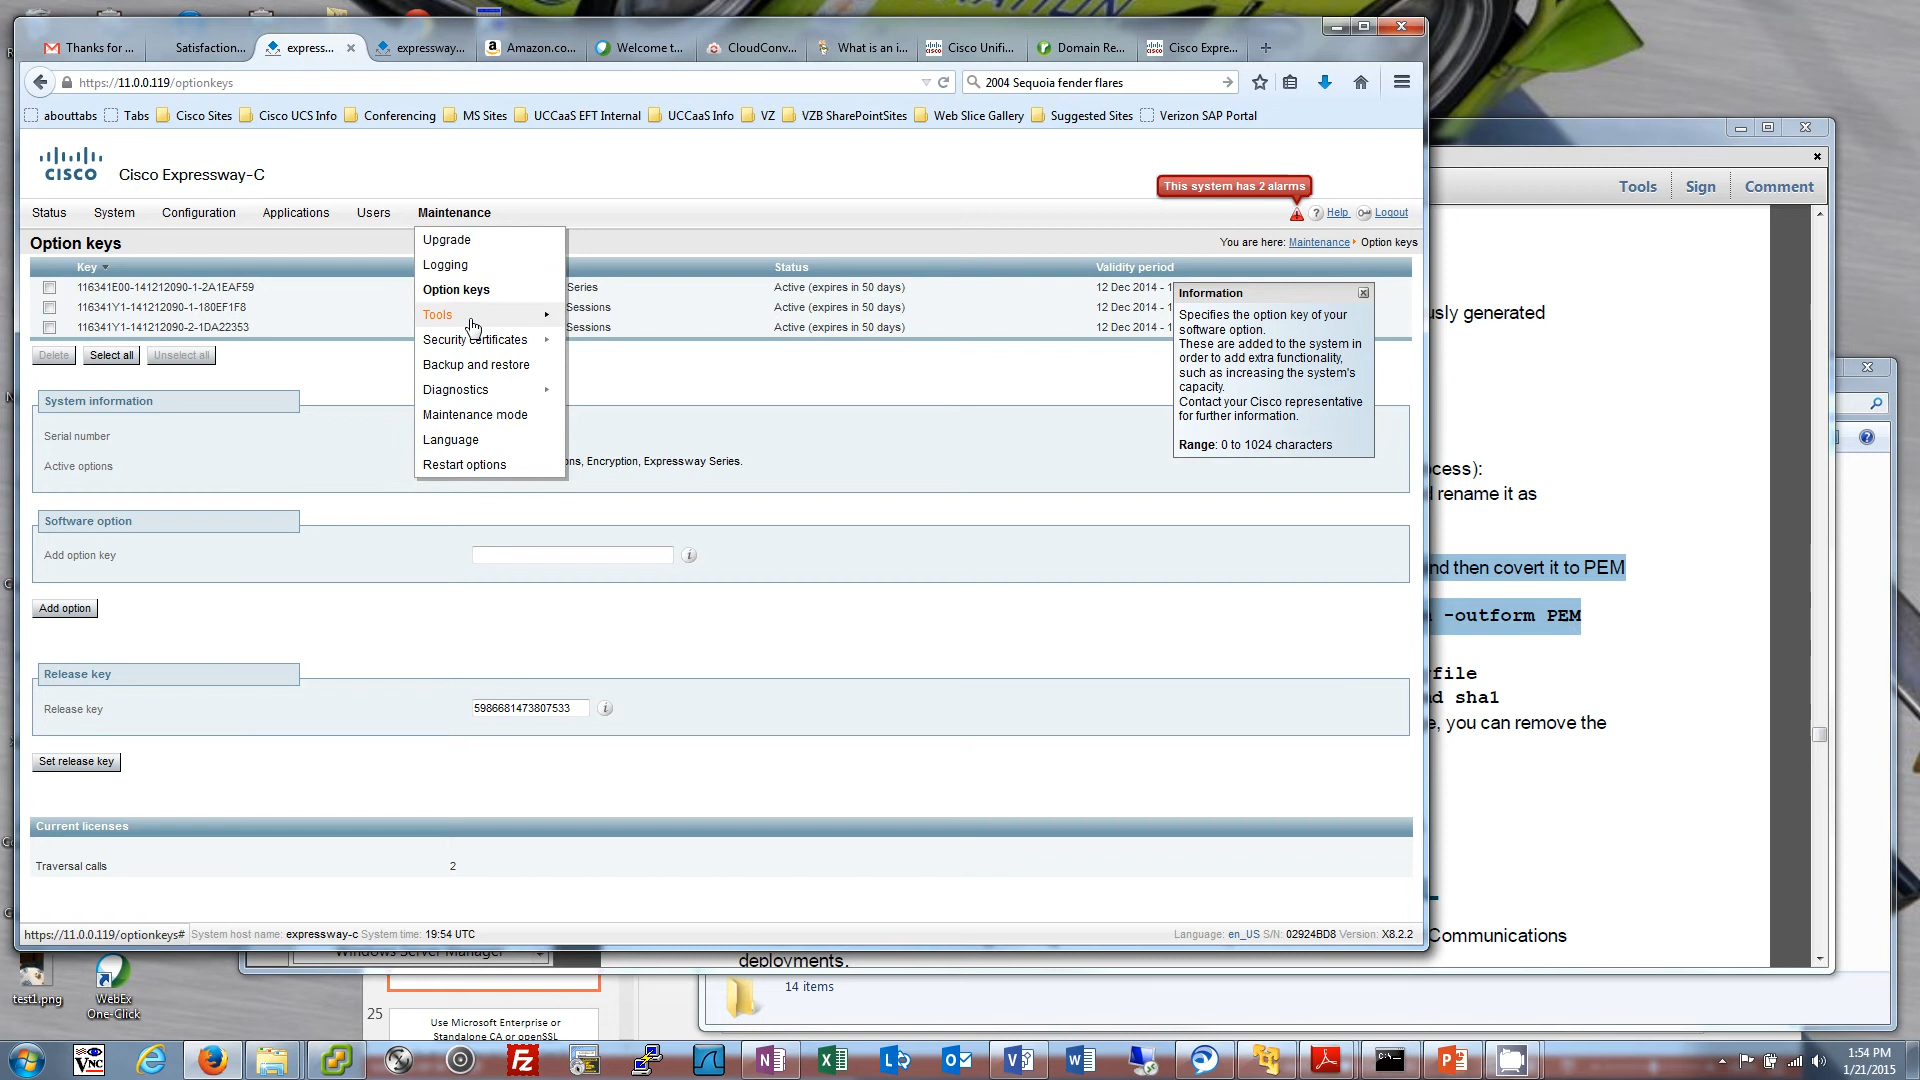 Thanks for ...
Satisfaction...
express...
expressway...
Amazon.co...
Welcome t...
CloudConv...
What is an i...
Cisco Unifi...
Domain Re...
Cisco Expre...
https://11.0.0.119/optionkeys
2004 Sequoia fender flares
abouttabs
Tabs
Cisco Sites
Cisco UCS Info
Conferencing
MS Sites
UCCaaS EFT Internal
UCCaaS Info
VZ
VZB SharePointSites
Web Slice Gallery
Suggested Sites
Verizon SAP Portal
CISCO
Cisco Expressway-C
This system has 2 alarms
Status
System
Configuration
Applications
Users
Maintenance
Help
Logout
Option keys
You are here: Maintenance Option keys
Key
Status
Validity period
116341E00-141212090-1-2A1EAF59
Series
Active (expires in 50 days)
12 Dec 2014 - 1
116341Y1-141212090-1-180EF1F8
Sessions
Active (expires in 50 days)
12 Dec 2014 - 1
116341Y1-141212090-2-1DA22353
Sessions
Active (expires in 50 days)
12 Dec 2014 - 1
Upgrade
Logging
Option keys
Tools
Security certificates
Backup and restore
Diagnostics
Maintenance mode
Language
Restart options
Information
Specifies the option key of your
software option.
These are added to the system in
order to add extra functionality,
such as increasing the system's
capacity.
Contact your Cisco representative
for further information.
Range: 0 to 1024 characters
Delete
Select all
Unselect all
System information
Serial number
Active options
ons, Encryption, Expressway Series.
Software option
Add option key
Add option
Release key
Release key
5986681473807533
Set release key
Current licenses
Traversal calls
2
https://11.0.0.119/optionkeys#
System host name: expressway-c System time: 19:54 UTC
Language: en_US S/N: 02924BD8 Version: X8.2.2
Tools
Sign
Comment
usly generated
cess):
d rename it as
nd then covert it to PEM
-outform PEM
file
d sha1
e, you can remove the
Communications
deployments.
Windows Server Manager
14 items
25
Use Microsoft Enterprise or
Standalone CA or openSSL
test1.png
WebEx
One-Click
1:54 PM
1/21/2015